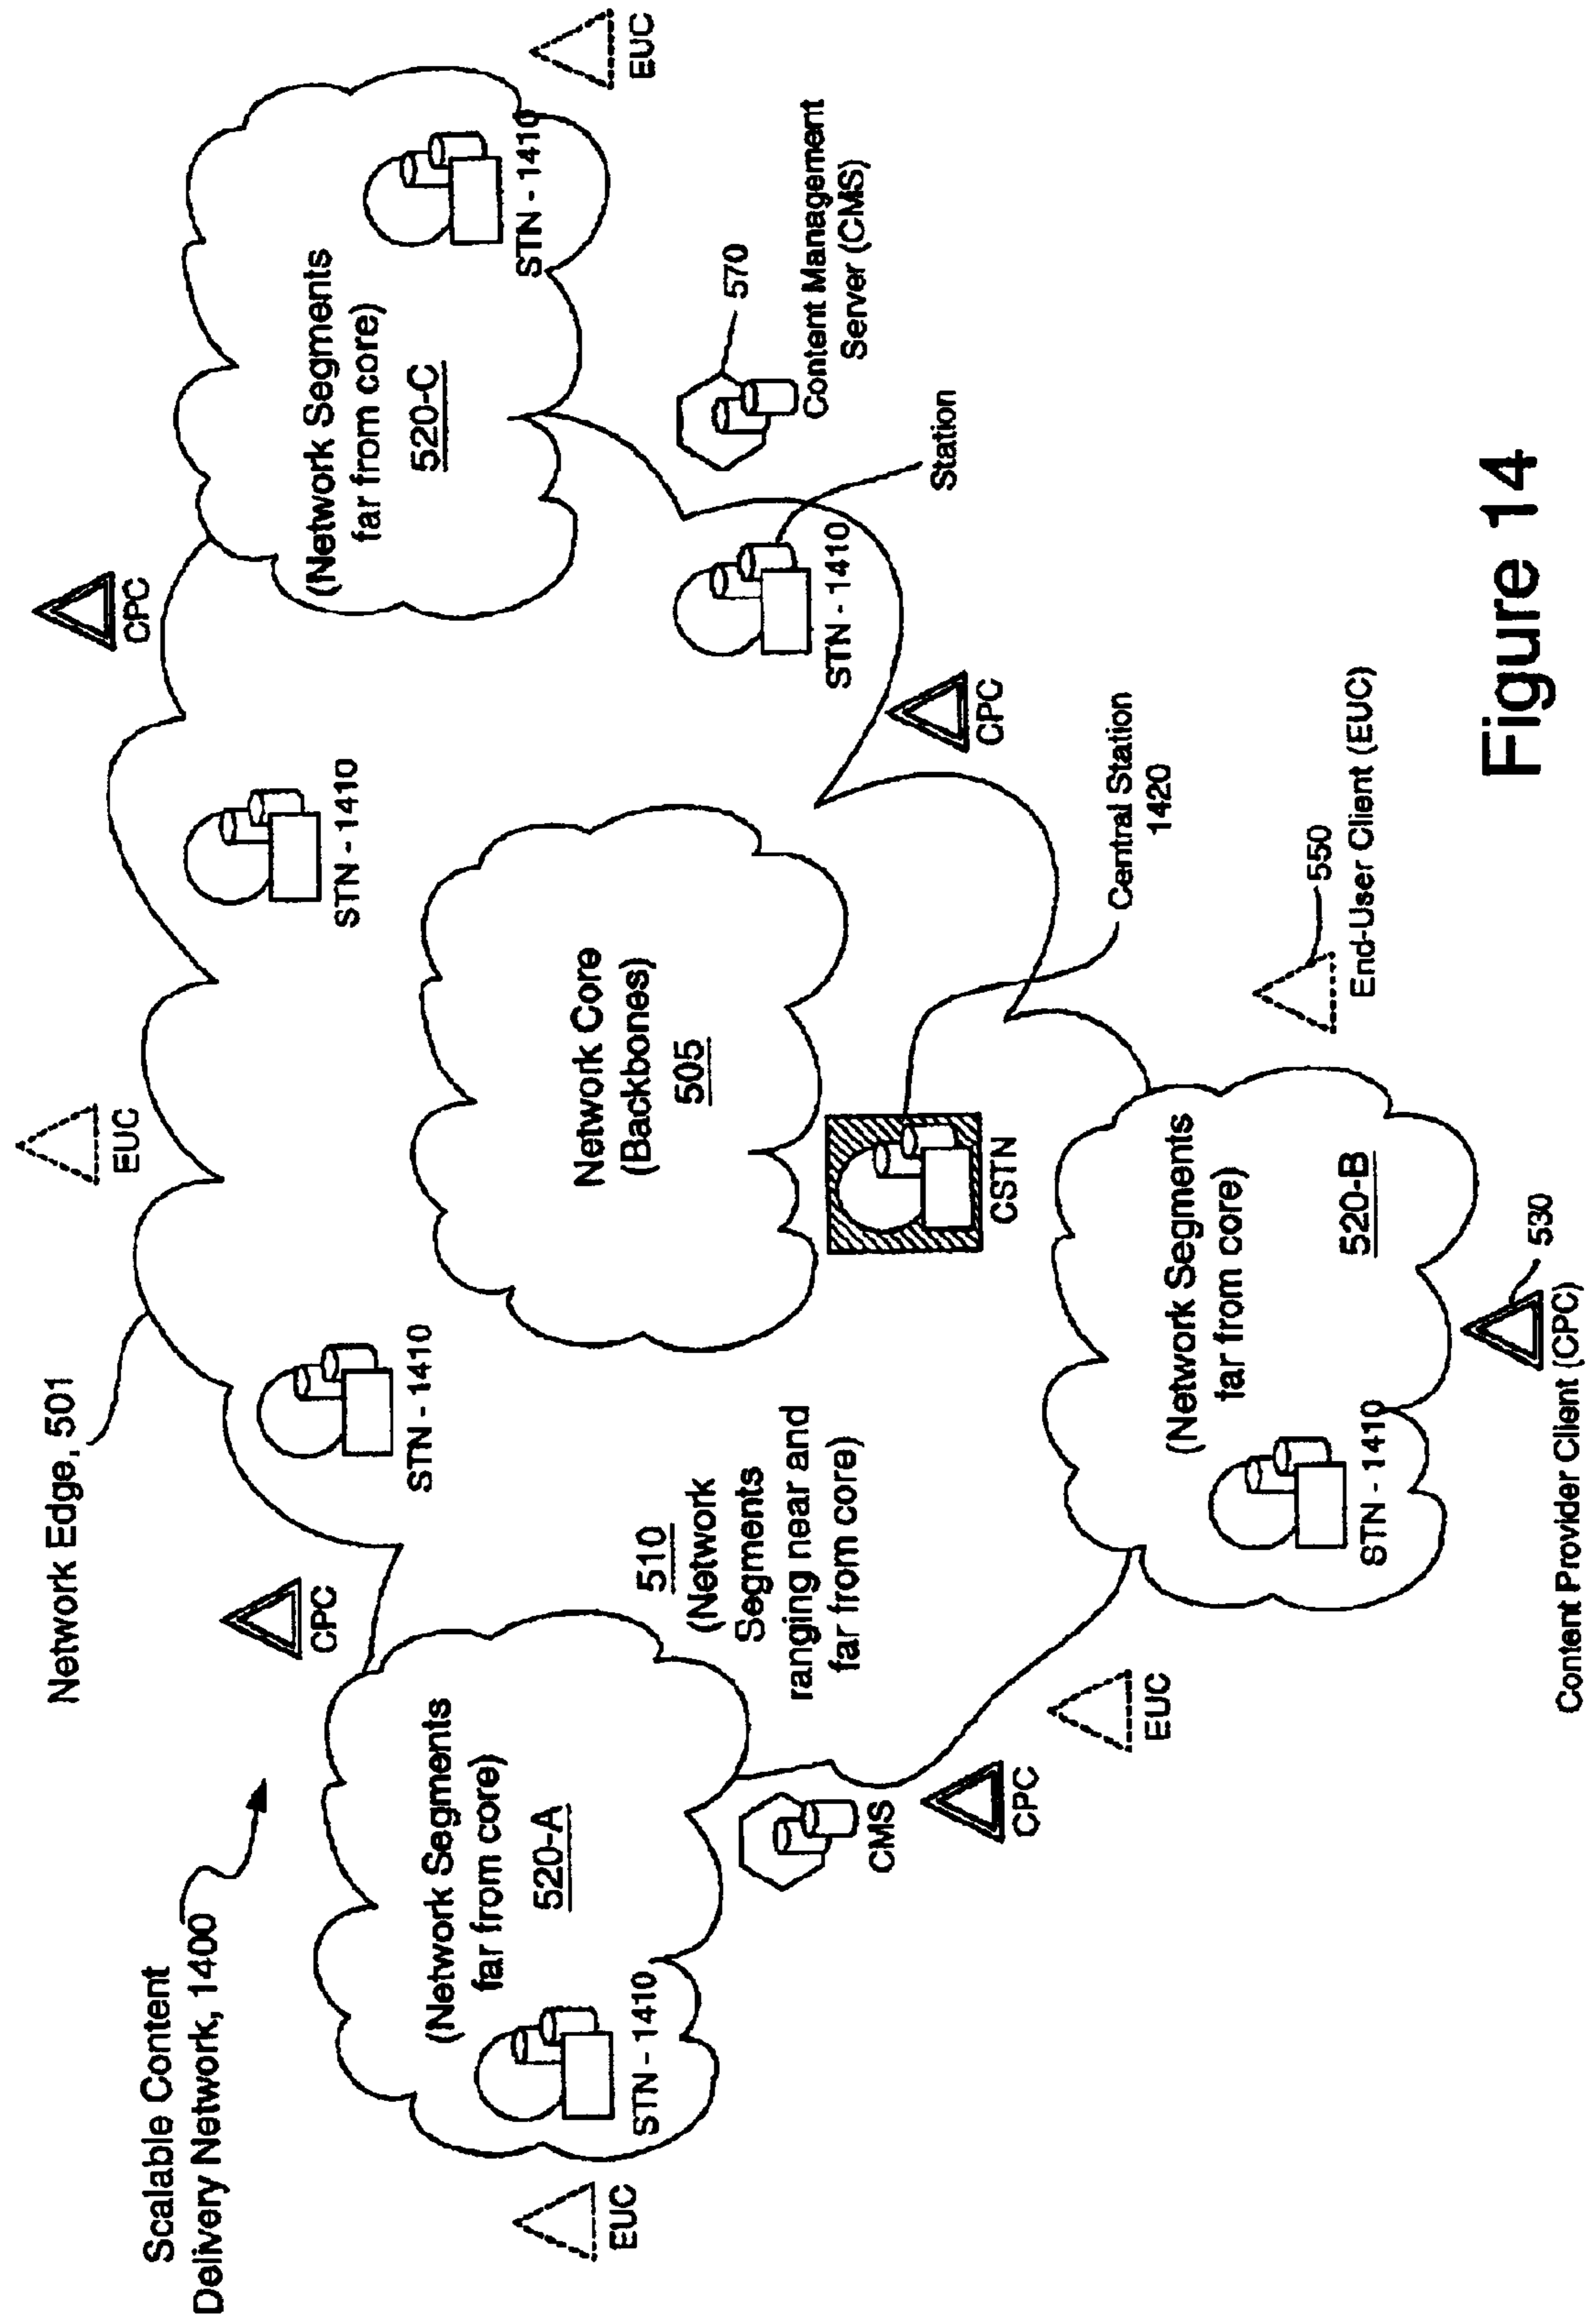 Scalable Content
Delivery Network, 1400
Network Edge, 501
EUC
CPC
EUC
CPC
STN - 1410
STN - 1410
(Network Segments
far from core)
520-A
STN - 1410
EUC
510
(Network
Segments
ranging near and
far from core)
Network Core
(Backbones)
505
(Network Segments
far from core)
520-C
STN - 1410
EUC
570
Content Management
Server (CMS)
STN - 1410
Station
CMS
CPC
EUC
CSTN
Central Station
1420
CPC
(Network Segments
far from core)
520-B
STN - 1410
550
End-User Client (EUC)
530
Content Provider Client (CPC)
Figure 14